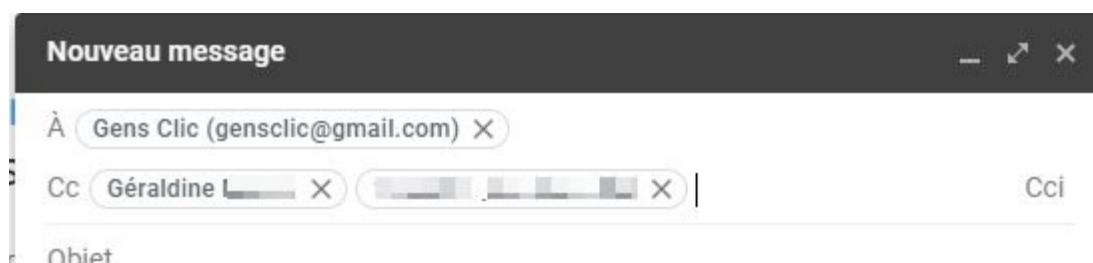 Nouveau message
À Gens Clic (gensclic@gmail.com)
Cc Géraldine Cci
Objet